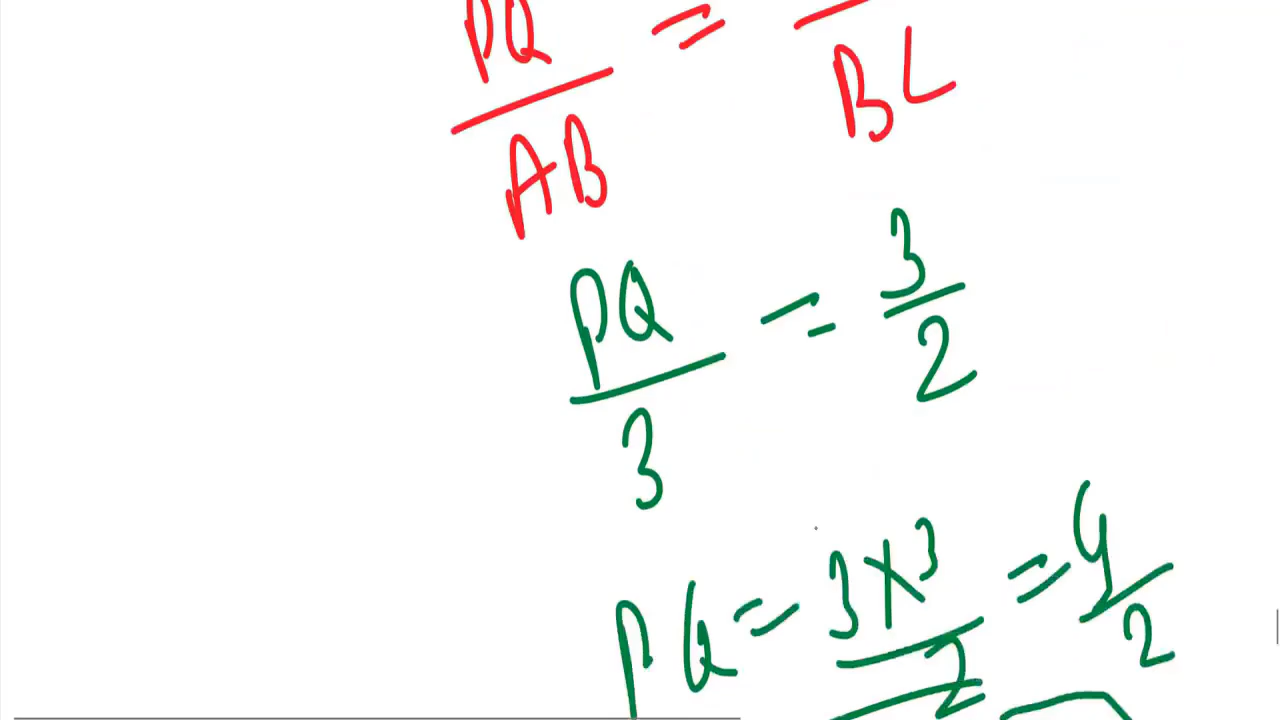 PQ/AB = /BC
PQ/3 = 3/2
PQ = 3×3/2 = 9/2